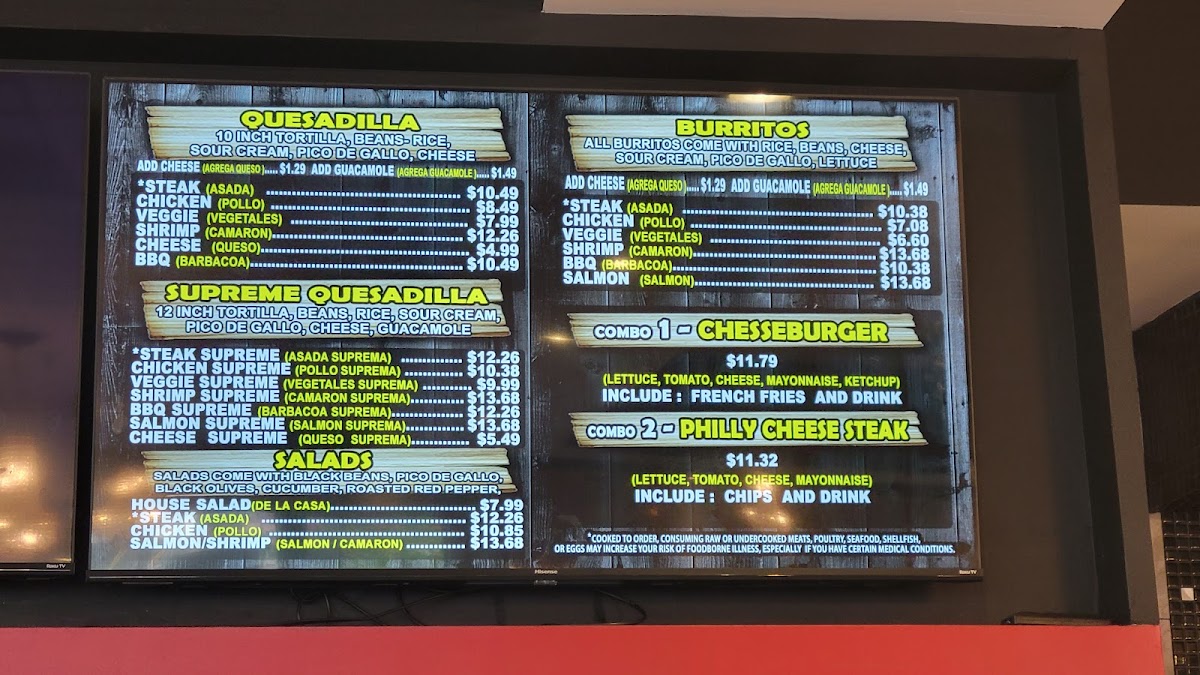 QUESADILLA
10 INCH TORTILLA, BEANS- RICE,
SOUR CREAM, PICO DE GALLO, CHEESE
ADD CHEESE (AGREGA QUESO)..... $1.29 ADD GUACAMOLE (AGREGA GUACAMOLE)..... $1.49
*STEAK (ASADA) ........ $10.49
CHICKEN (POLLO) ........ $8.49
VEGGIE (VEGETALES) ........ $7.99
SHRIMP (CAMARON)........ $12.26
CHEESE (QUESO)........ $4.99
BBQ (BARBACOA)........ $10.49
SUPREME QUESADILLA
12 INCH TORTILLA, BEANS, RICE, SOUR CREAM,
PICO DE GALLO, CHEESE, GUACAMOLE
*STEAK SUPREME (ASADA SUPREMA) ........ $12.26
CHICKEN SUPREME (POLLO SUPREMA) ........ $10.38
VEGGIE SUPREME (VEGETALES SUPREMA) ........ $9.99
SHRIMP SUPREME (CAMARON SUPREMA)........ $13.68
BBQ SUPREME (BARBACOA SUPREMA)........ $12.26
SALMON SUPREME (SALMON SUPREMA)........ $13.68
CHEESE SUPREME (QUESO SUPREMA)........ $5.49
SALADS
SALADS COME WITH BLACK BEANS, PICO DE GALLO,
BLACK OLIVES, CUCUMBER, ROASTED RED PEPPER,
HOUSE SALAD(DE LA CASA)........ $7.99
*STEAK (ASADA) ........ $12.26
CHICKEN (POLLO) ........ $10.85
SALMON/SHRIMP (SALMON / CAMARON) ........ $13.68
BURRITOS
ALL BURRITOS COME WITH RICE, BEANS, CHEESE,
SOUR CREAM, PICO DE GALLO, LETTUCE
ADD CHEESE (AGREGA QUESO)..... $1.29 ADD GUACAMOLE (AGREGA GUACAMOLE)..... $1.49
*STEAK (ASADA) ........ $10.38
CHICKEN (POLLO) ........ $7.08
VEGGIE (VEGETALES) ........ $6.60
SHRIMP (CAMARON)........ $13.68
BBQ (BARBACOA)........ $10.38
SALMON (SALMON)........ $13.68
COMBO 1 - CHESSEBURGER
$11.79
(LETTUCE, TOMATO, CHEESE, MAYONNAISE, KETCHUP)
INCLUDE : FRENCH FRIES AND DRINK
COMBO 2 - PHILLY CHEESE STEAK
$11.32
(LETTUCE, TOMATO, CHEESE, MAYONNAISE)
INCLUDE : CHIPS AND DRINK
*COOKED TO ORDER, CONSUMING RAW OR UNDERCOOKED MEATS, POULTRY, SEAFOOD, SHELLFISH,
OR EGGS MAY INCREASE YOUR RISK OF FOODBORNE ILLNESS, ESPECIALLY IF YOU HAVE CERTAIN MEDICAL CONDITIONS.
Roku TV
Hisense
Roku TV